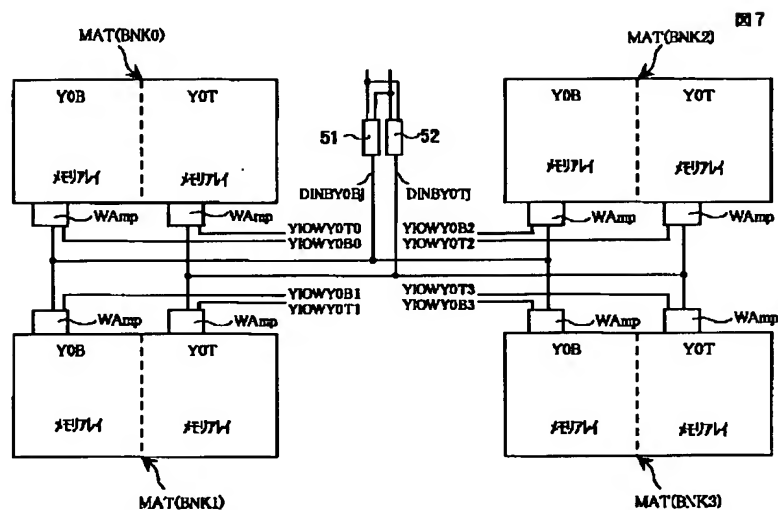 図7
MAT(BNK0)
MAT(BNK2)
Y0B
Y0T
Y0B
Y0T
51
52
メモリアレイ
メモリアレイ
DINBY0Bj
DINBY0Tj
メモリアレイ
メモリアレイ
WAmp
WAmp
WAmp
WAmp
YIOWY0T0
YIOWY0B0
YIOWY0B2
YIOWY0T2
YIOWY0B1
YIOWY0T1
YIOWY0T3
YIOWY0B3
WAmp
WAmp
WAmp
WAmp
Y0B
Y0T
Y0B
Y0T
メモリアレイ
メモリアレイ
メモリアレイ
メモリアレイ
MAT(BNK1)
MAT(BNK3)